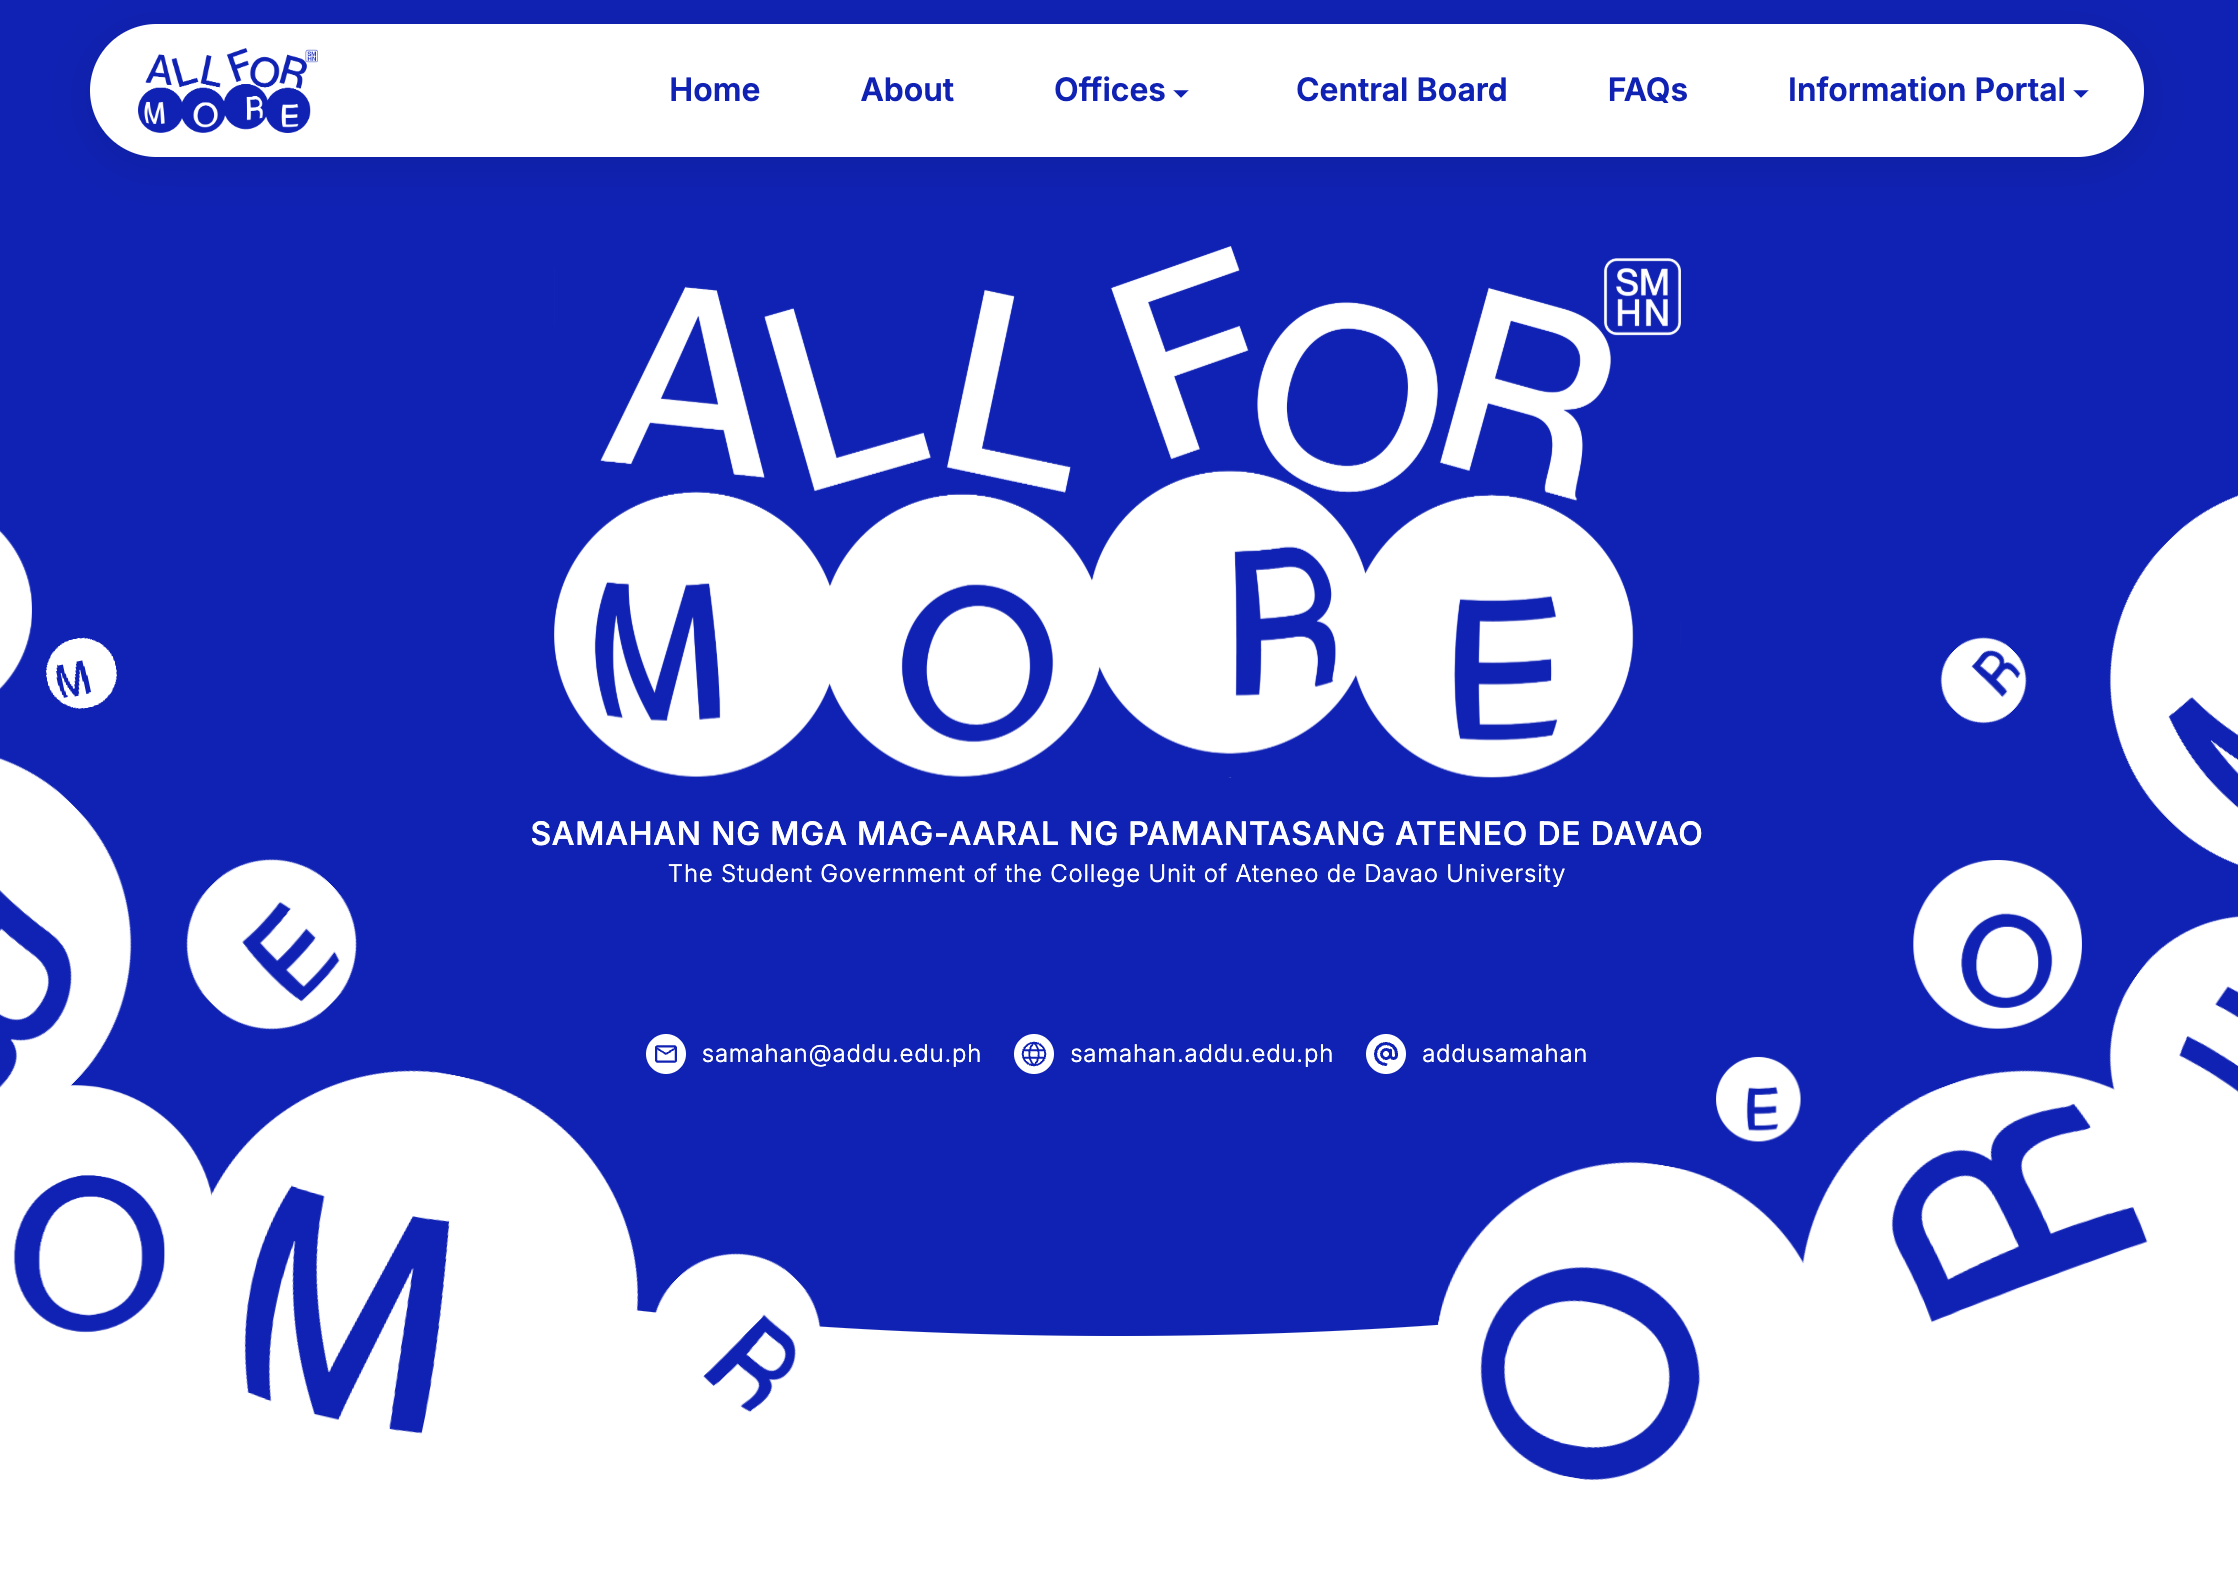 ALL FOR SM HN
MORE
Home About Offices Central Board FAQs Information Portal
ALL FOR
SM
HN
MORE
M
R
SAMAHAN NG MGA MAG-AARAL NG PAMANTASANG ATENEO DE DAVAO
The Student Government of the College Unit of Ateneo de Davao University
E
O
samahan@addu.edu.ph samahan.addu.edu.ph addusamahan
R
E
M
E
R
O
M
R
O